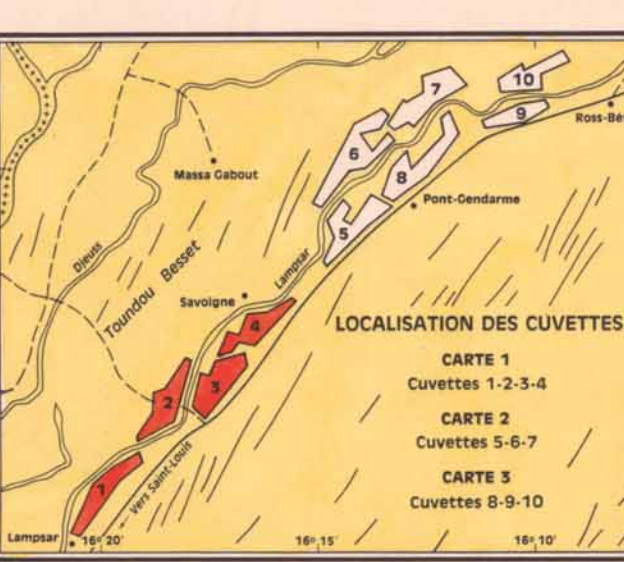 10
7
9
Ross-Bé
6
Massa Gabout
8
Pont-Gendarme
5
Djeuss
Toundou Besset
Lampsar
Savoigne
4
LOCALISATION DES CUVETTES
CARTE 1
Cuvettes 1-2-3-4
3
2
CARTE 2
Cuvettes 5-6-7
Vers Saint-Louis
CARTE 3
Cuvettes 8-9-10
1
Lampsar
16° 20'
16° 15'
16° 10'